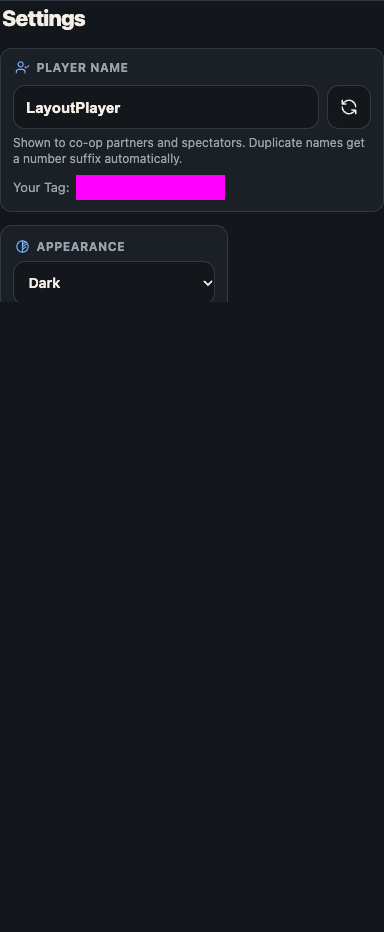 Settings
PLAYER NAME
LayoutPlayer
Shown to co-op partners and spectators. Duplicate names get
a number suffix automatically.
Your Tag:
APPEARANCE
Dark